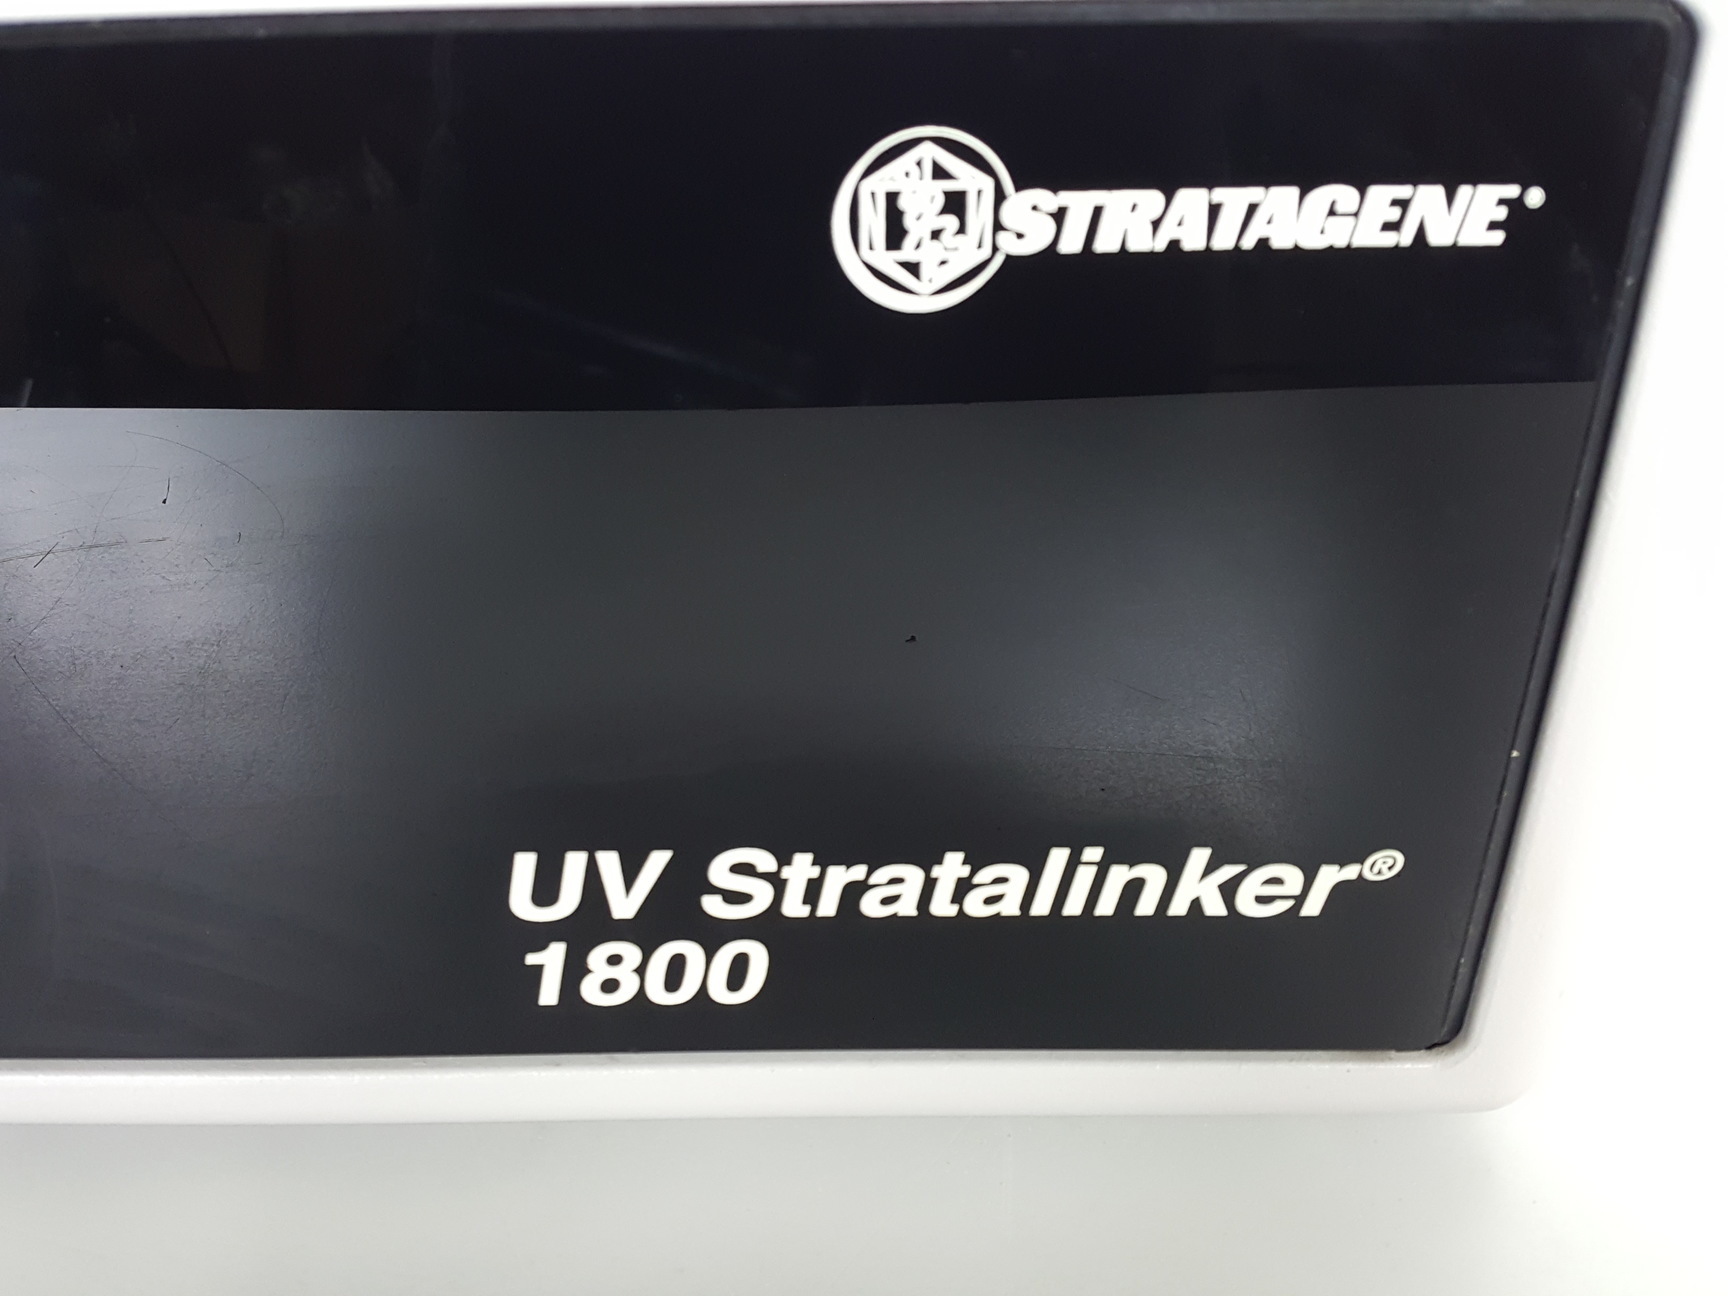 STRATAGENE®
UV Stratalinker®
1800